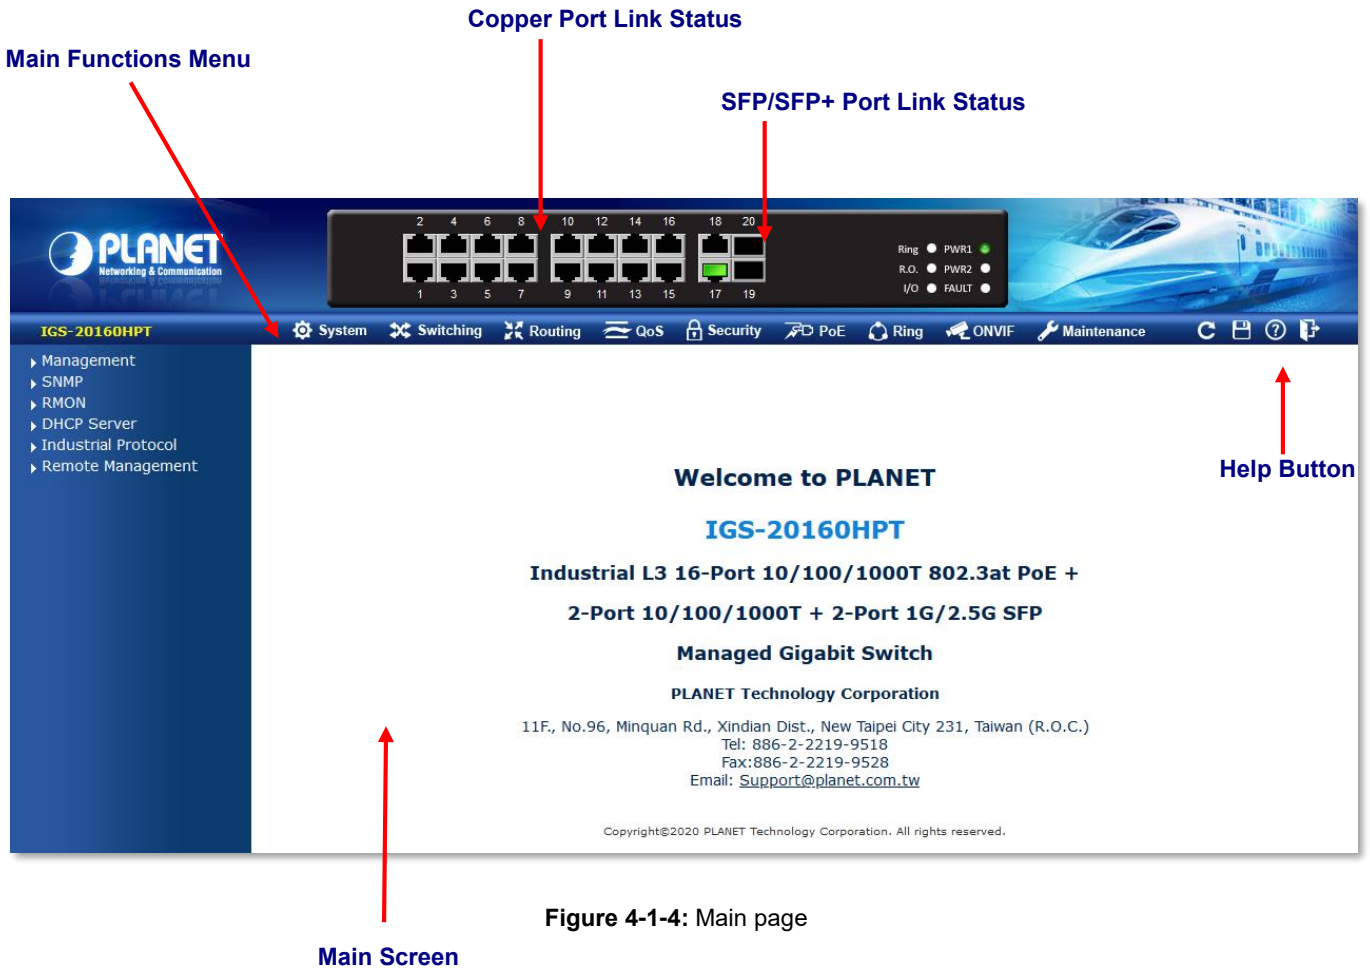 Copper Port Link Status
Main Functions Menu
SFP/SFP+ Port Link Status
2 4 6 8 10 12 14 16 18 20
PLANET
Networking & Communication
Ring PWR1
R.O. PWR2
I/O FAULT
1 3 5 7 9 11 13 15 17 19
IGS-20160HPT System Switching Routing QoS Security PoE Ring ONVIF Maintenance
Management
SNMP
RMON
DHCP Server
Industrial Protocol
Remote Management
Help Button
Welcome to PLANET
IGS-20160HPT
Industrial L3 16-Port 10/100/1000T 802.3at PoE +
2-Port 10/100/1000T + 2-Port 1G/2.5G SFP
Managed Gigabit Switch
PLANET Technology Corporation
11F., No.96, Minquan Rd., Xindian Dist., New Taipei City 231, Taiwan (R.O.C.)
Tel: 886-2-2219-9518
Fax:886-2-2219-9528
Email: Support@planet.com.tw
Copyright©2020 PLANET Technology Corporation. All rights reserved.
Figure 4-1-4: Main page
Main Screen